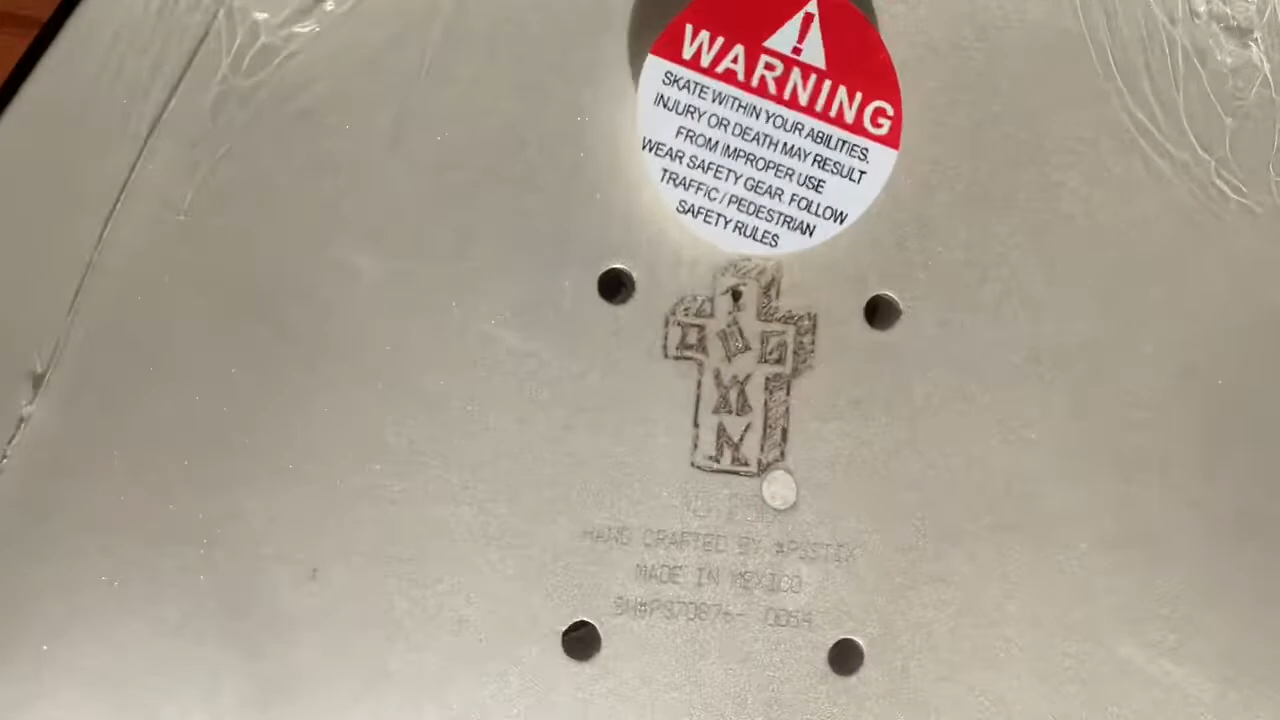 WARNING
SKATE WITHIN YOUR ABILITIES.
INJURY OR DEATH MAY RESULT
FROM IMPROPER USE
WEAR SAFETY GEAR. FOLLOW
TRAFFIC / PEDESTRIAN
SAFETY RULES
HAND CRAFTED BY #PSSTIX
MADE IN MEXICO